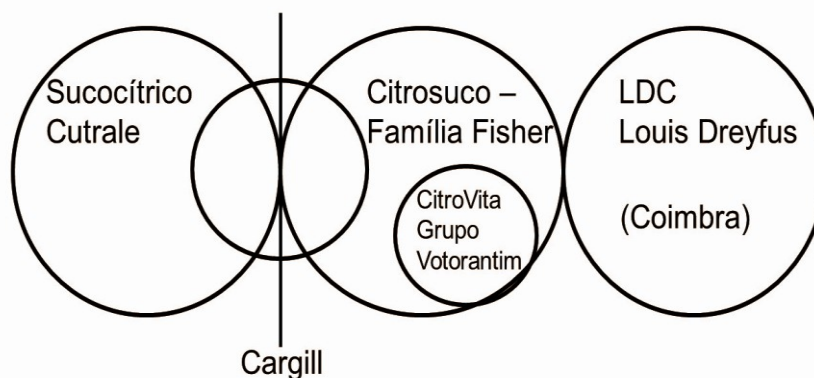 Sucocítrico
Cutrale
Citrosuco –
Família Fisher
CitroVita
Grupo
Votorantim
LDC
Louis Dreyfus
(Coimbra)
Cargill